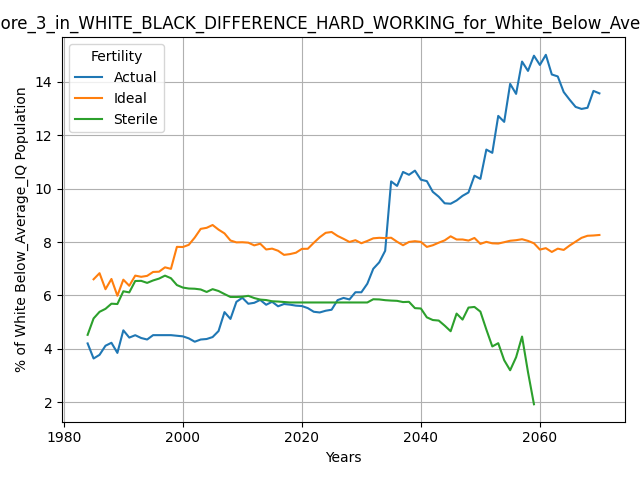 ore_3_in_WHITE_BLACK_DIFFERENCE_HARD_WORKING_for_White_Below_Ave
Fertility
Actual
Ideal
Sterile
% of White Below_Average_IQ Population
14
12
10
8
6
4
2
1980 2000 2020 2040 2060
Years